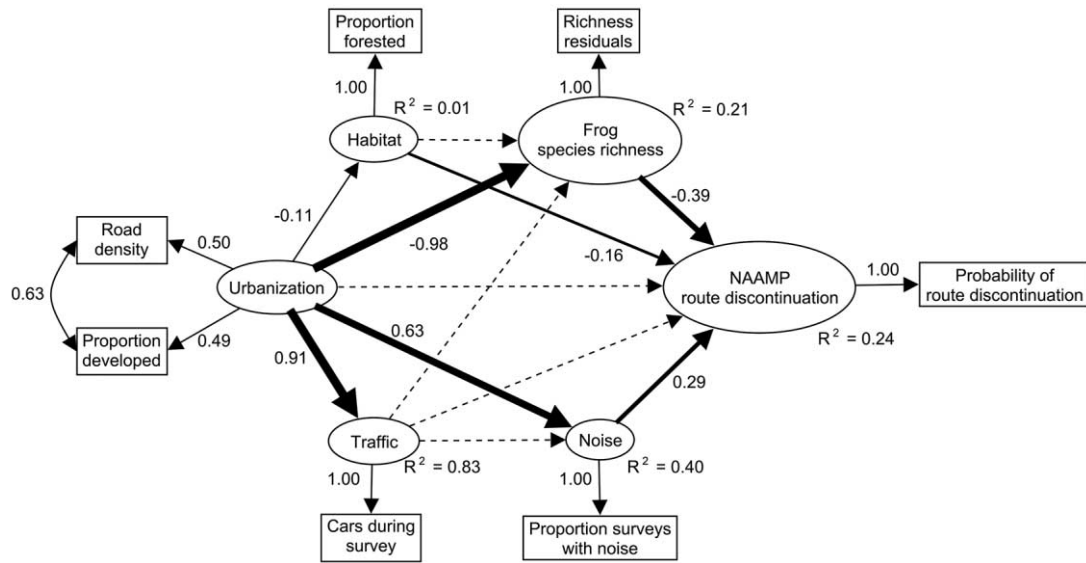 Proportion
forested
Richness
residuals
1.00
1.00
R² = 0.01
R² = 0.21
Habitat
Frog
species richness
-0.11
-0.98
-0.39
-0.16
Road
density
0.50
Urbanization
NAAMP
route discontinuation
1.00
Probability of
route discontinuation
0.63
Proportion
developed
0.49
0.91
0.63
0.29
R² = 0.24
Traffic
Noise
R² = 0.83
R² = 0.40
1.00
1.00
Cars during
survey
Proportion surveys
with noise